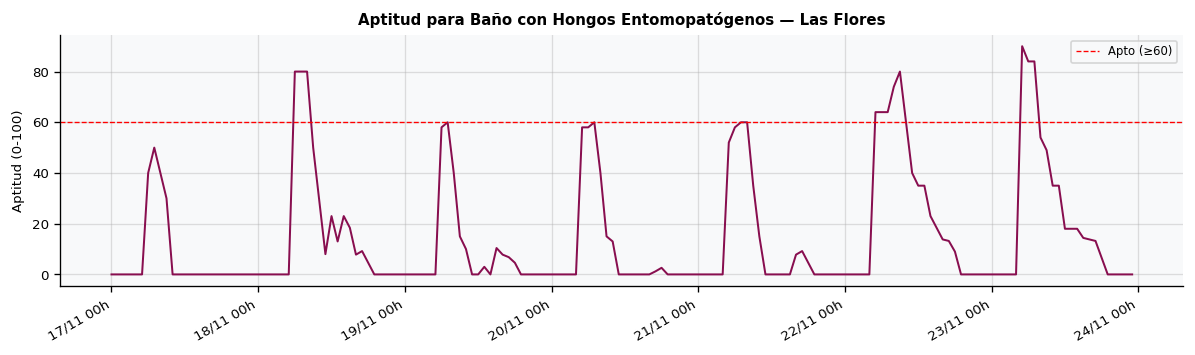 Aptitud para Baño con Hongos Entomopatógenos — Las Flores
Apto (≥60)
Aptitud (0-100)
80
60
40
20
0
17/11 00h
18/11 00h
19/11 00h
20/11 00h
21/11 00h
22/11 00h
23/11 00h
24/11 00h